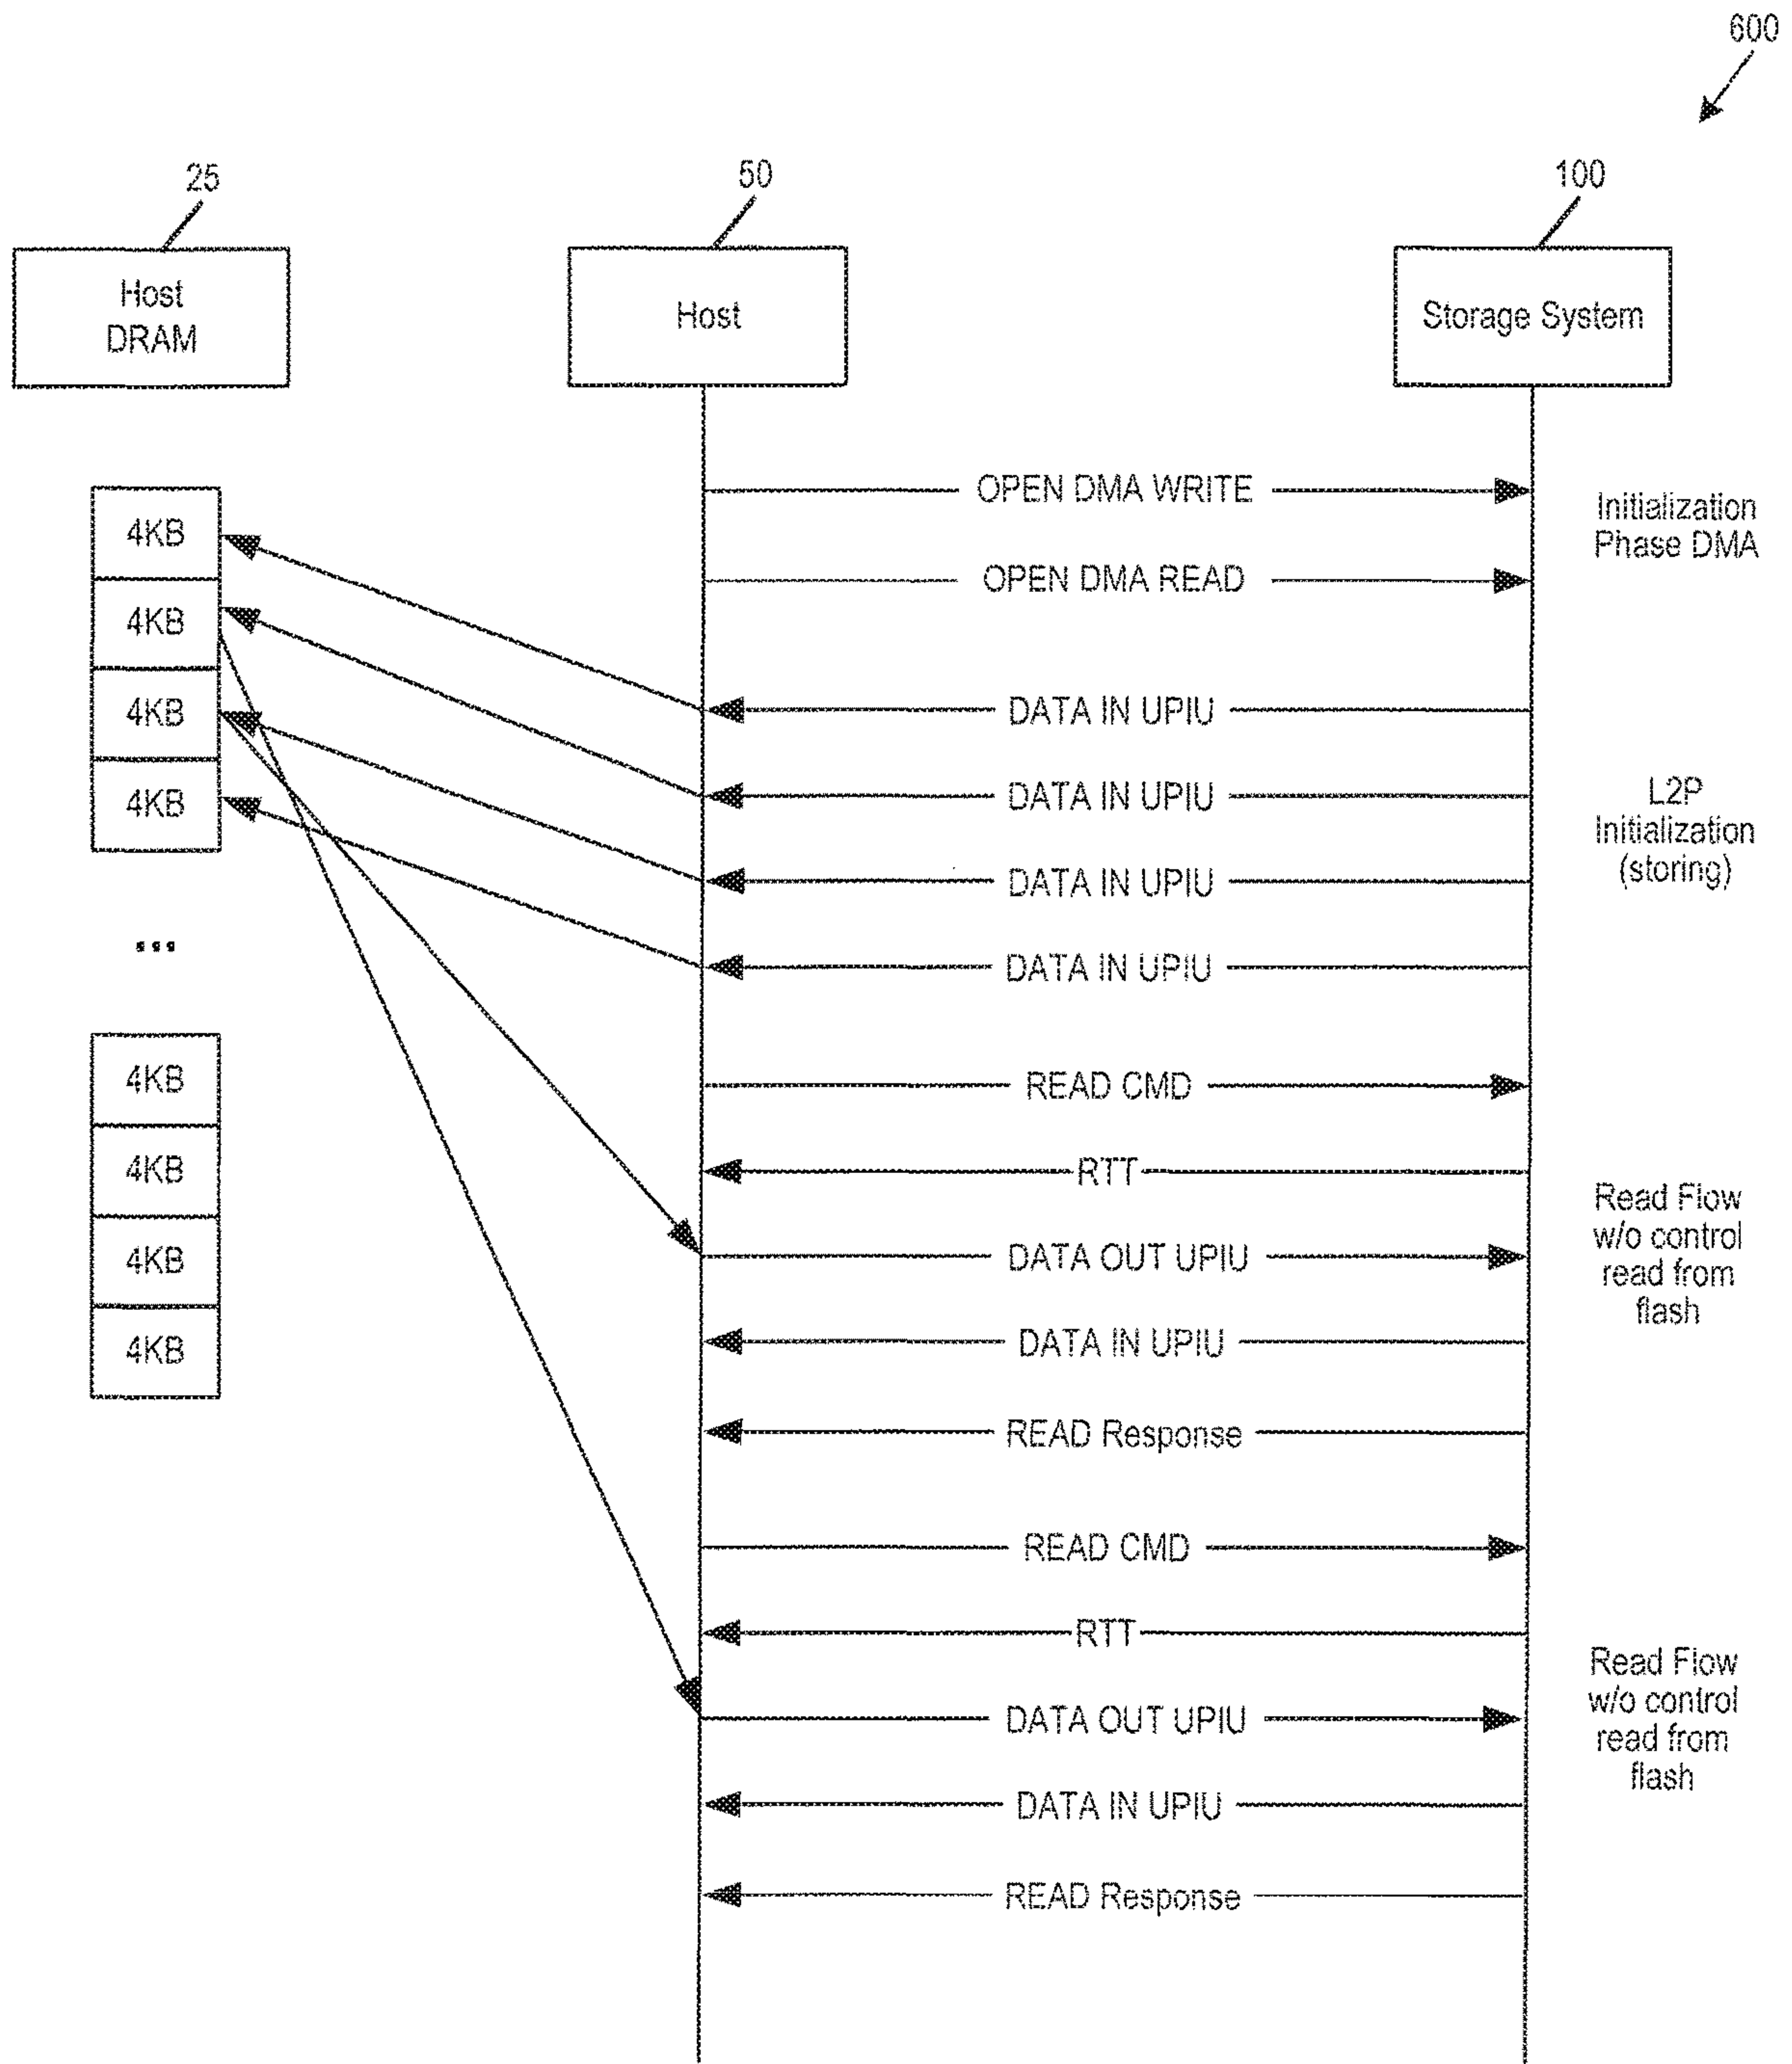 600
25
50
100
Host
DRAM
Host
Storage System
OPEN DMA WRITE
Initialization
Phase DMA
4KB
OPEN DMA READ
4KB
4KB
DATA IN UPIU
4KB
DATA IN UPIU
L2P
Initialization
(storing)
DATA IN UPIU
...
DATA IN UPIU
4KB
READ CMD
4KB
RTT
Read Flow
w/o control
read from
flash
4KB
DATA OUT UPIU
4KB
DATA IN UPIU
READ Response
READ CMD
RTT
Read Flow
w/o control
read from
flash
DATA OUT UPIU
DATA IN UPIU
READ Response